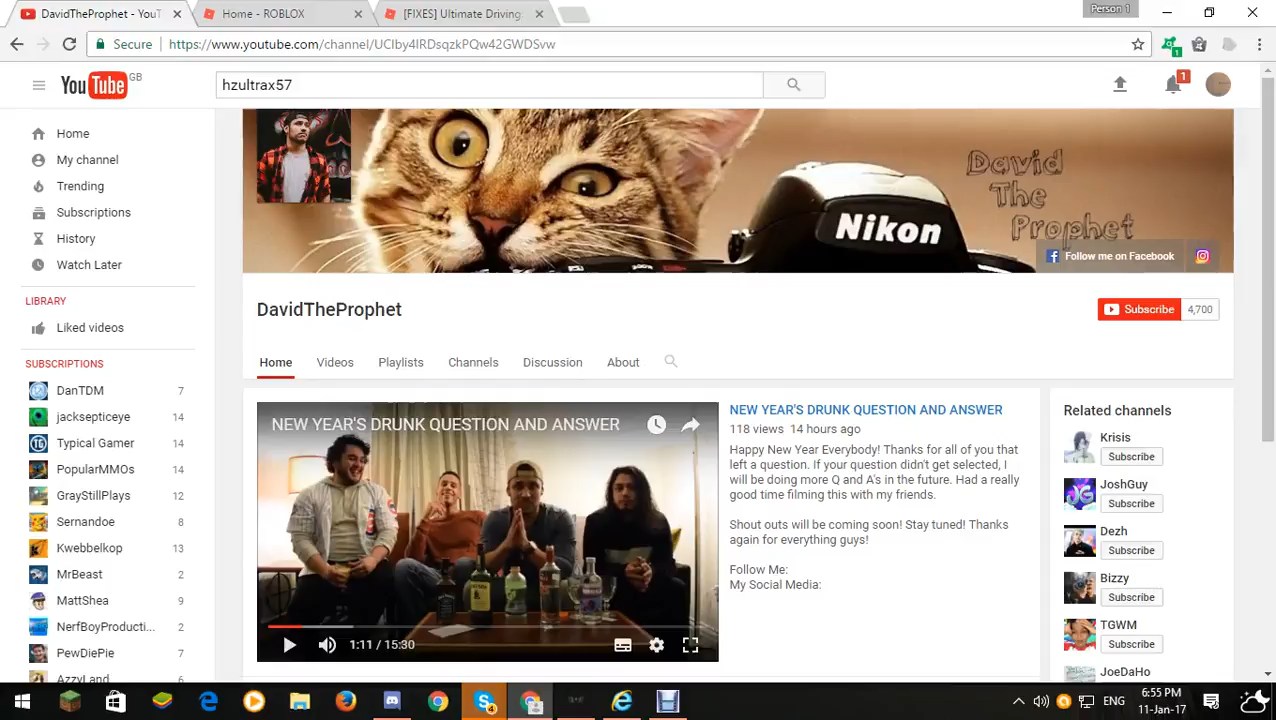 DavidTheProphet - YouT
Home - ROBLOX
[FIXES] Ultimate Driving:
Person 1
Secure
https://www.youtube.com/channel/UCIby4IRDsqzkPQw42GWDSvw
1
YouTube GB
hzultrax57
1
Home
My channel
Trending
Subscriptions
History
Watch Later
LIBRARY
Liked videos
SUBSCRIPTIONS
DanTDM 7
jacksepticeye 14
Typical Gamer 14
PopularMMOs 14
GrayStillPlays 12
Sernandoe 8
Kwebbelkop 13
MrBeast 2
MattShea 9
NerfBoyProducti... 2
PewDiePie 7
AzzyLand 6
Nikon
David
The
Prophet
Follow me on Facebook
DavidTheProphet
Subscribe 4,700
Home Videos Playlists Channels Discussion About
NEW YEAR'S DRUNK QUESTION AND ANSWER
1:11 / 15:30
NEW YEAR'S DRUNK QUESTION AND ANSWER
118 views 14 hours ago
Happy New Year Everybody! Thanks for all of you that
left a question. If your question didn't get selected, I
will be doing more Q and A's in the future. Had a really
good time filming this with my friends.
Shout outs will be coming soon! Stay tuned! Thanks
again for everything guys!
Follow Me:
My Social Media:
Related channels
Krisis
Subscribe
JoshGuy
Subscribe
Dezh
Subscribe
Bizzy
Subscribe
TGWM
Subscribe
JoeDaHo
4
ENG
6:55 PM
11-Jan-17